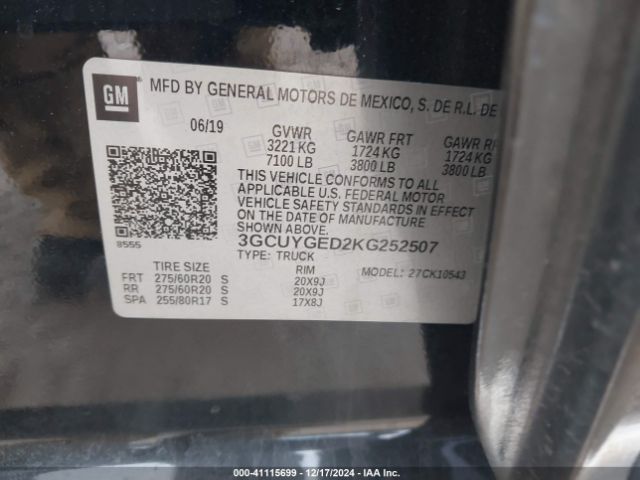 GM
MFD BY GENERAL MOTORS DE MEXICO, S. DE R.L. DE
06/19 GVWR GAWR FRT GAWR
3221 KG 1724 KG 1724 KG
7100 LB 3800 LB 3800 LB
THIS VEHICLE CONFORMS TO ALL
APPLICABLE U.S. FEDERAL MOTOR
VEHICLE SAFETY STANDARDS IN EFFECT
ON THE DATE OF MANUFACTURE
SHOWN ABOVE.
8555
3GCUYGED2KG252507
TYPE: TRUCK
TIRE SIZE RIM MODEL: 27CK10543
FRT 275/60R20 S 20X9J
RR 275/60R20 S 20X9J
SPA 255/80R17 S 17X8J
000-41115699 | 12/17/2024 | IAA Inc.